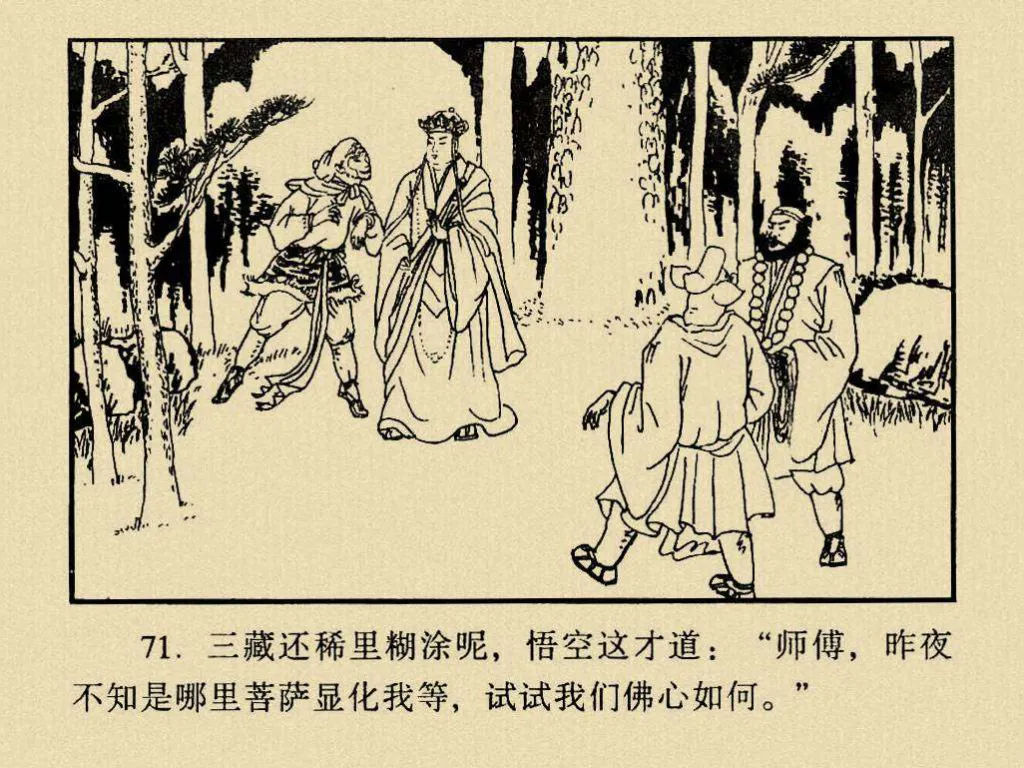 71. 三藏还稀里糊涂呢，悟空这才道：“师傅，昨夜
不知是哪里菩萨显化我等，试试我们佛心如何。”